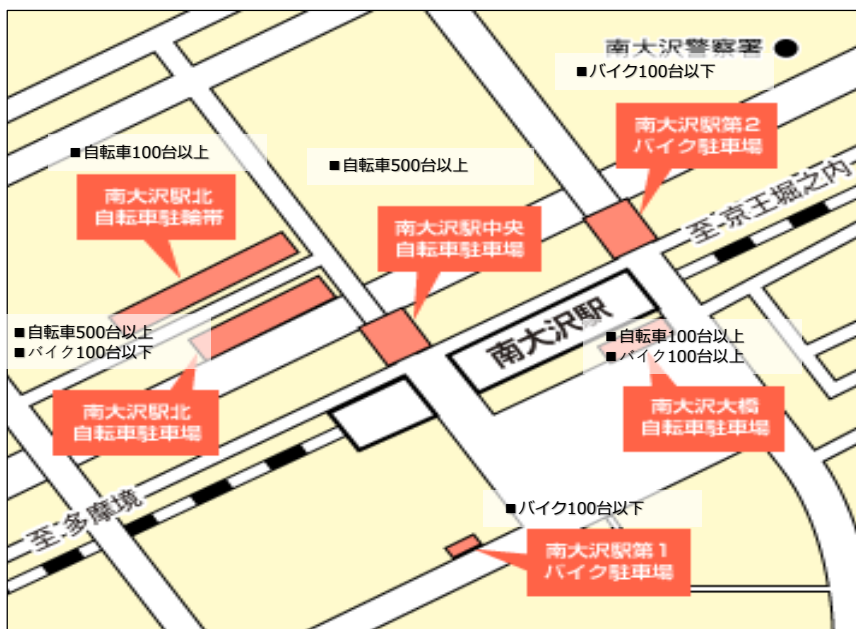 南大沢警察署
■バイク100台以下
南大沢駅第2
バイク駐車場
■自転車100台以上
南大沢駅北
自転車駐輪帯
■自転車500台以上
南大沢駅中央
自転車駐車場
至 京王堀之内
■自転車500台以上
■バイク100台以下
南大沢駅北
自転車駐車場
南大沢駅
■自転車100台以上
■バイク100台以上
南大沢大橋
自転車駐車場
至 多摩境
■バイク100台以下
南大沢駅第1
バイク駐車場